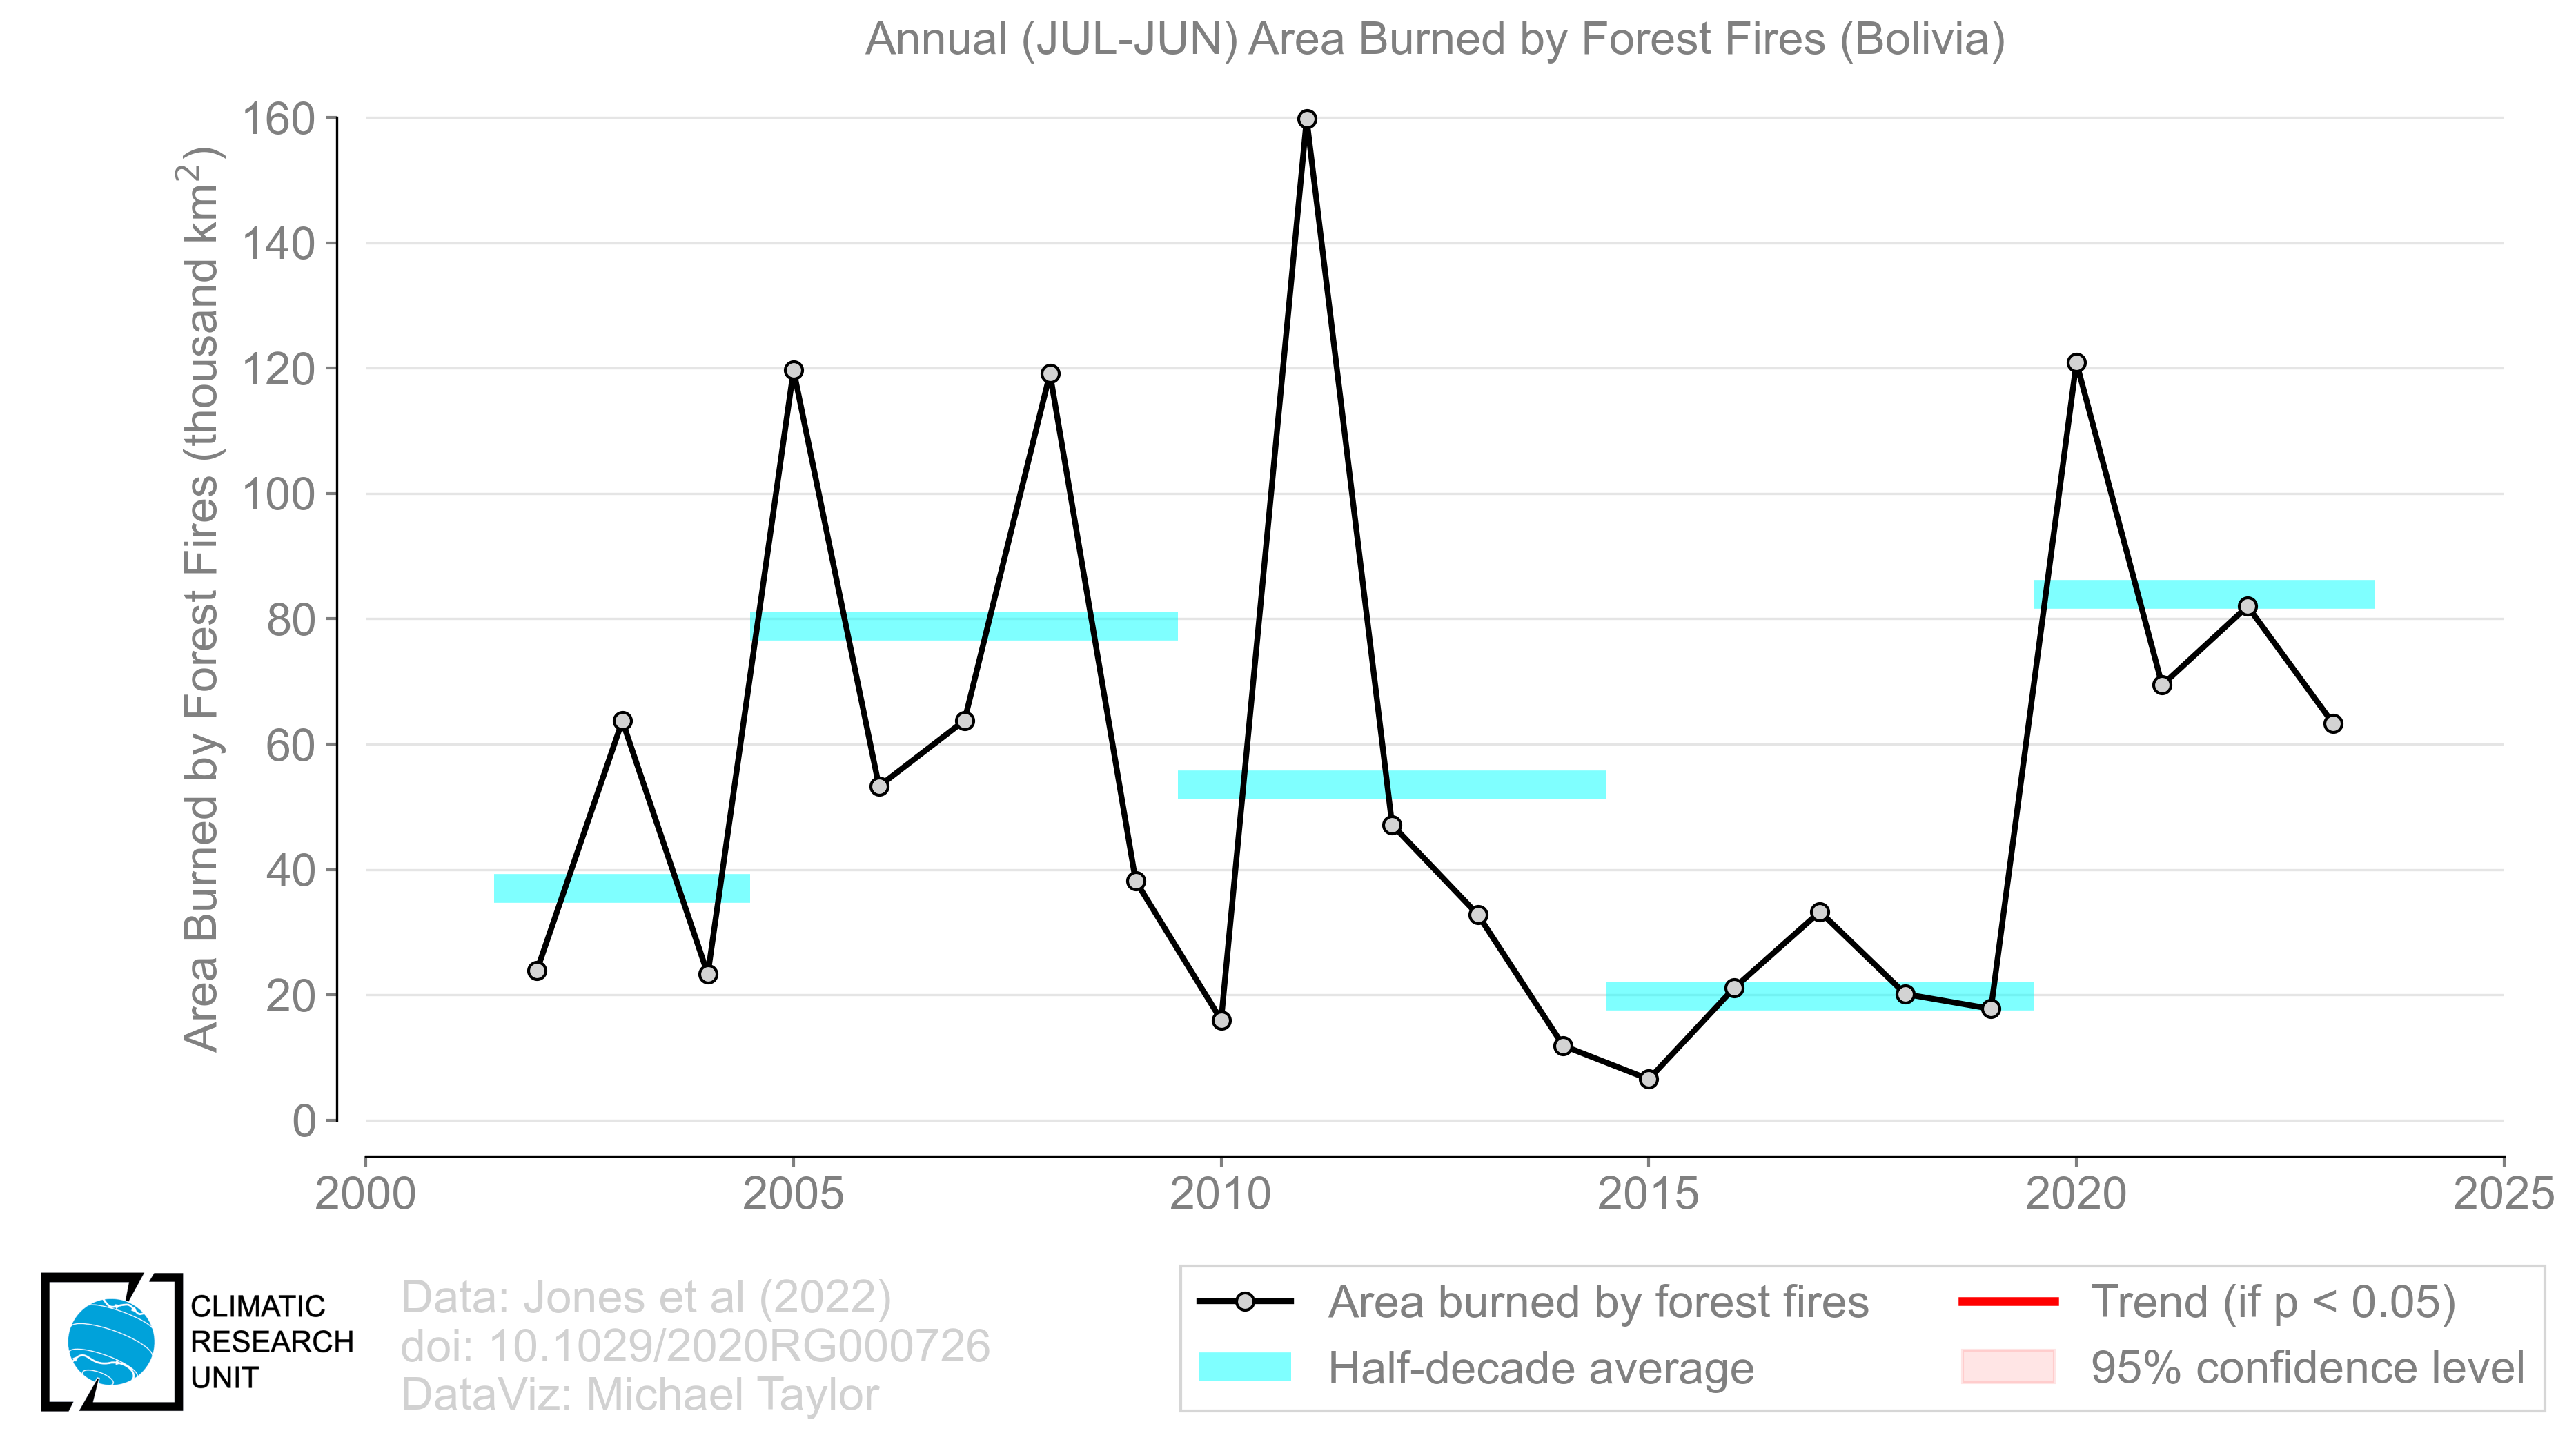 Annual (JUL-JUN) Area Burned by Forest Fires (Bolivia)
Area Burned by Forest Fires (thousand km²)
160
140
120
100
80
60
40
20
0
2000 2005 2010 2015 2020 2025
CLIMATIC
RESEARCH
UNIT
Data: Jones et al (2022)
doi: 10.1029/2020RG000726
DataViz: Michael Taylor
Area burned by forest fires
Half-decade average
Trend (if p < 0.05)
95% confidence level